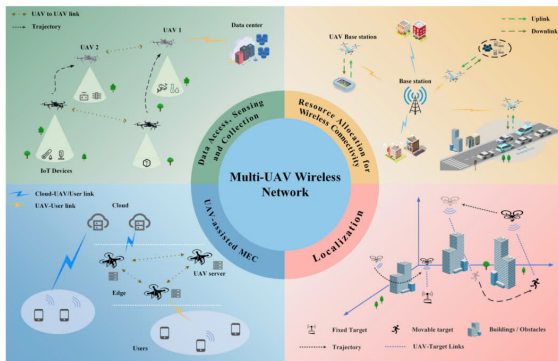 UAV to UAV link
Trajectory
UAV 2
UAV 1
Data center
IoT Devices
Uplink
Downlink
UAV Base station
Base station
Data Access, Sensing
and Collection
Resource Allocation for
Wireless Connectivity
Multi-UAV Wireless
Network
UAV-assisted MEC
Localization
Cloud-UAV/User link
UAV-User link
Cloud
UAV server
Edge
Users
Fixed Target
Movable target
Buildings / Obstacles
Trajectory
UAV-Target Links